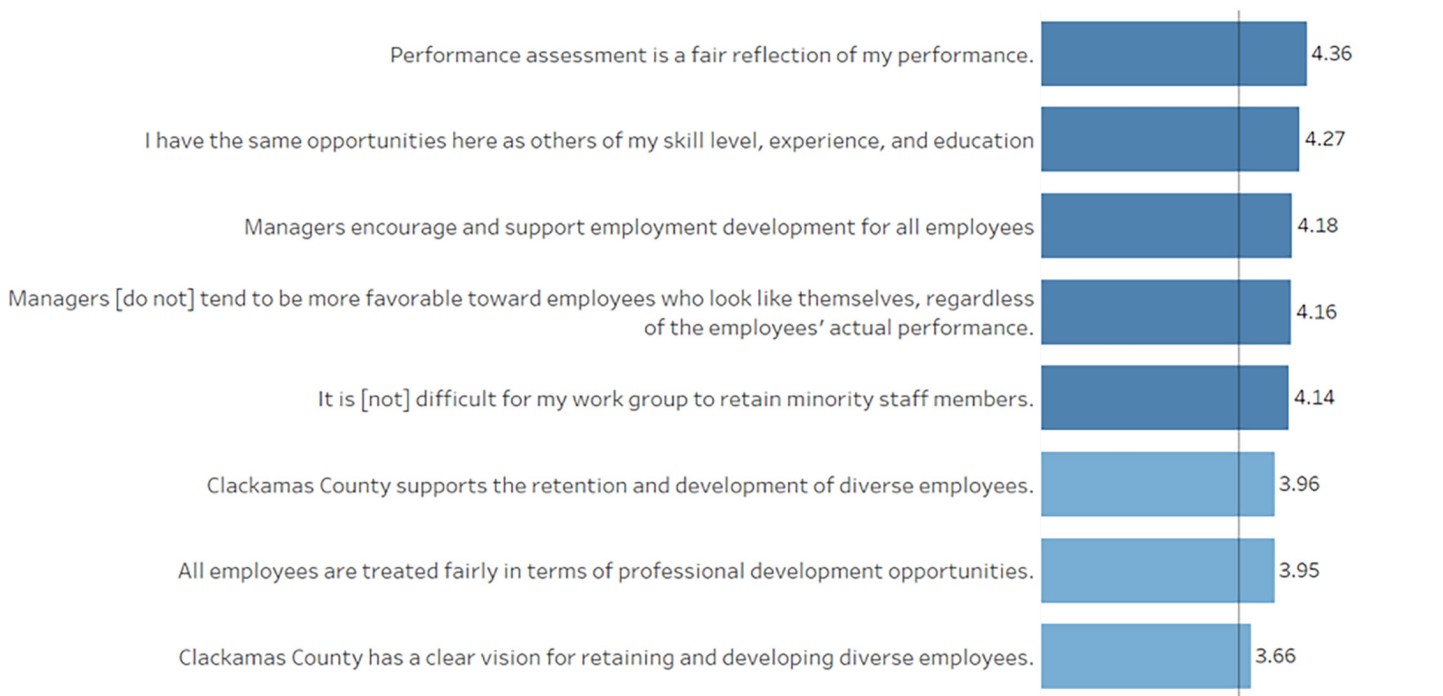 Performance assessment is a fair reflection of my performance.
4.36
I have the same opportunities here as others of my skill level, experience, and education
4.27
Managers encourage and support employment development for all employees
4.18
Managers [do not] tend to be more favorable toward employees who look like themselves, regardless
of the employees’ actual performance.
4.16
It is [not] difficult for my work group to retain minority staff members.
4.14
Clackamas County supports the retention and development of diverse employees.
3.96
All employees are treated fairly in terms of professional development opportunities.
3.95
Clackamas County has a clear vision for retaining and developing diverse employees.
3.66